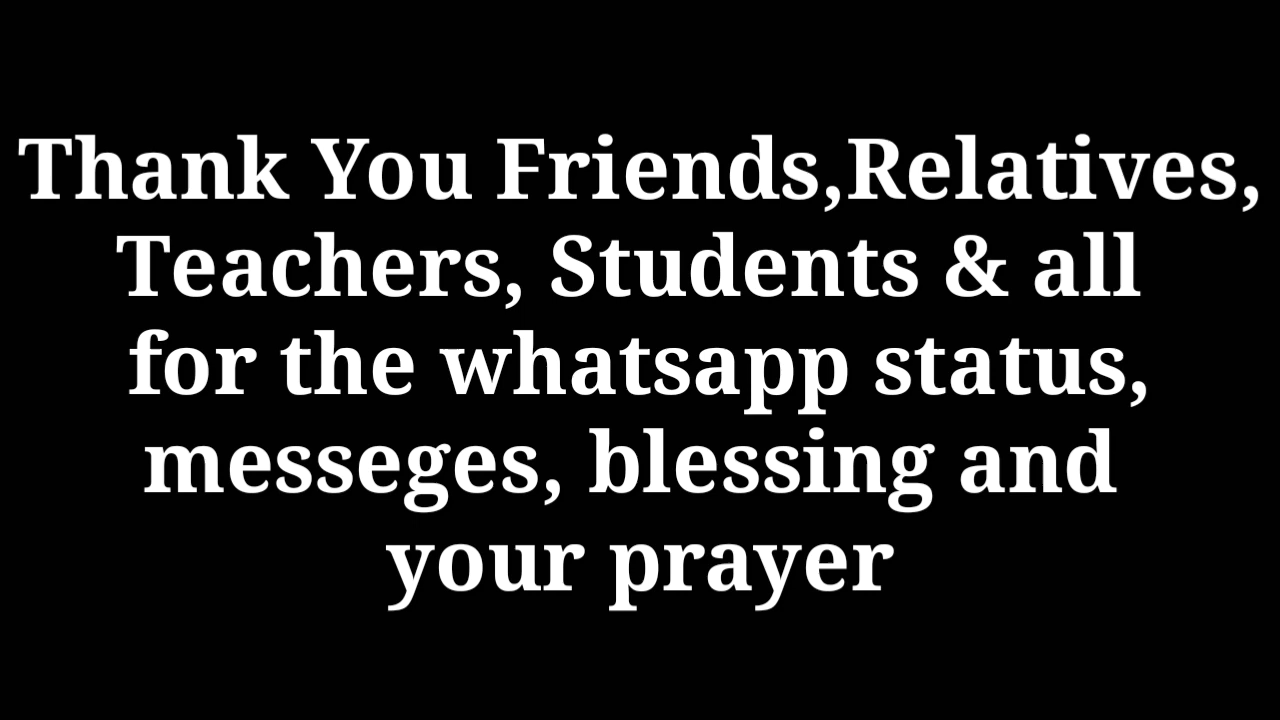 Thank You Friends,Relatives,
Teachers, Students & all
for the whatsapp status,
messeges, blessing and
your prayer